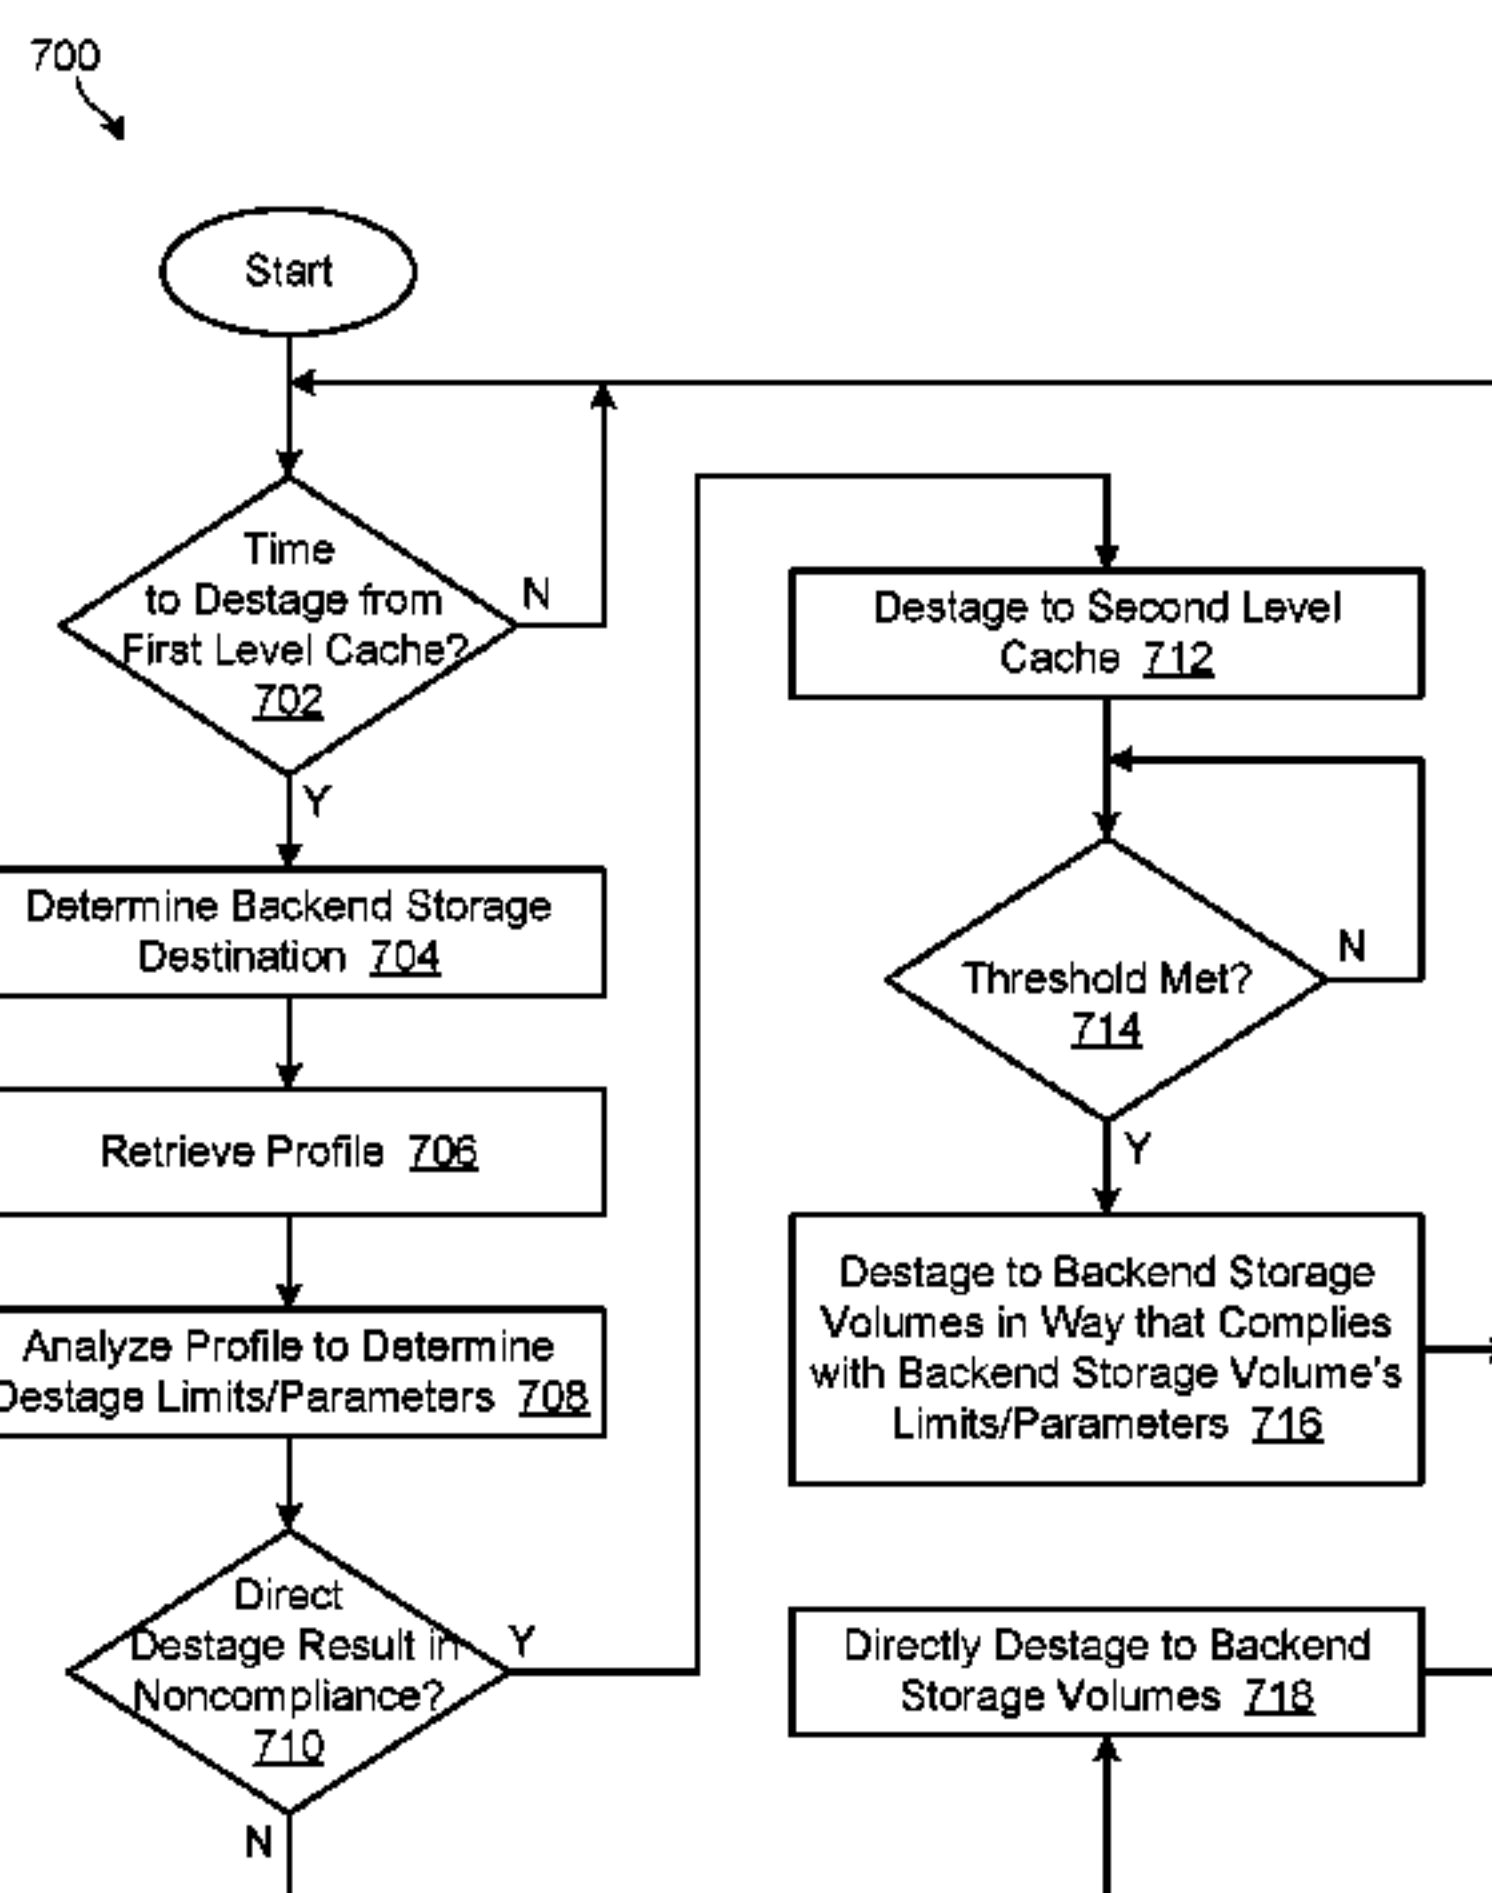 700
Start
Time
to Destage from
First Level Cache?
702
N
Y
Determine Backend Storage
Destination 704
Retrieve Profile 706
Analyze Profile to Determine
Destage Limits/Parameters 708
Direct
Destage Result in
Noncompliance?
710
Y
N
Destage to Second Level
Cache 712
Threshold Met?
714
N
Y
Destage to Backend Storage
Volumes in Way that Complies
with Backend Storage Volume's
Limits/Parameters 716
Directly Destage to Backend
Storage Volumes 718